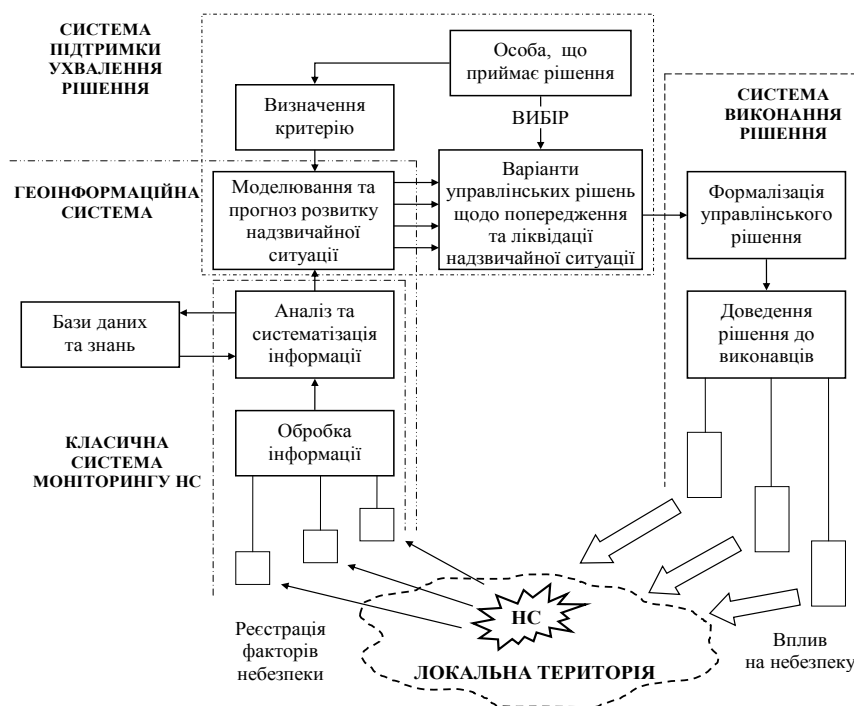 СИСТЕМА
ПІДТРИМКИ
УХВАЛЕННЯ
РІШЕННЯ
Особа, що
приймає рішення
Визначення
критерію
ВИБІР
СИСТЕМА
ВИКОНАННЯ
РІШЕННЯ
ГЕОІНФОРМАЦІЙНА
СИСТЕМА
Моделювання та
прогноз розвитку
надзвичайної
ситуації
Варіанти
управлінських рішень
щодо попередження
та ліквідації
надзвичайної ситуації
Формалізація
управлінського
рішення
Бази даних
та знань
Аналіз та
систематізація
інформації
Доведення
рішення до
виконавців
КЛАСИЧНА
СИСТЕМА
МОНІТОРИНГУ НС
Обробка
інформації
НС
Реєстрація
факторів
небезпеки
ЛОКАЛЬНА ТЕРИТОРІЯ
Вплив
на небезпеку